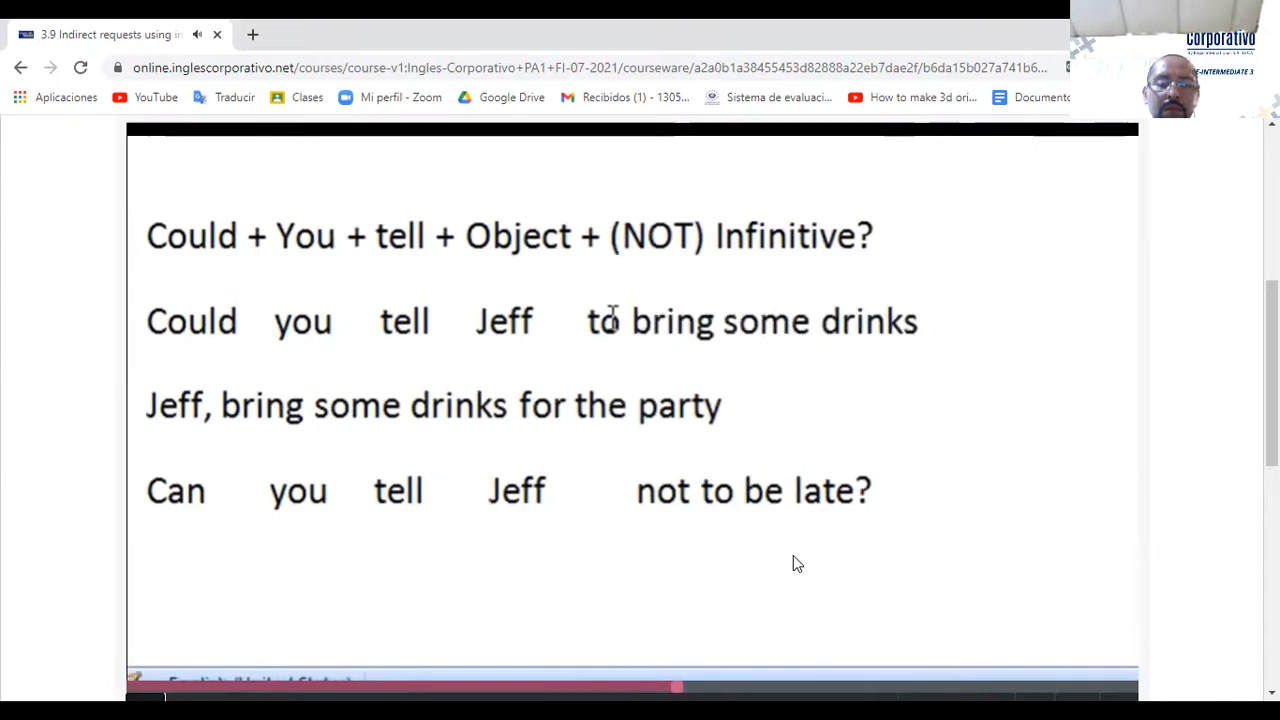 3.9 Indirect requests using in
online.inglescorporativo.net/courses/course-v1:Ingles-Corporativo+PA1+FI-07-2021/courseware/a2a0b1a38455453d82888a22eb7dae2f/b6da15b027a741b6...
Aplicaciones YouTube Traducir Clases Mi perfil - Zoom Google Drive Recibidos (1) - 1305... Sistema de evaluaci... How to make 3d ori... Documento
corporativo
E-INTERMEDIATE 3
Could + You + tell + Object + (NOT) Infinitive?
Could you tell Jeff to bring some drinks
Jeff, bring some drinks for the party
Can you tell Jeff not to be late?